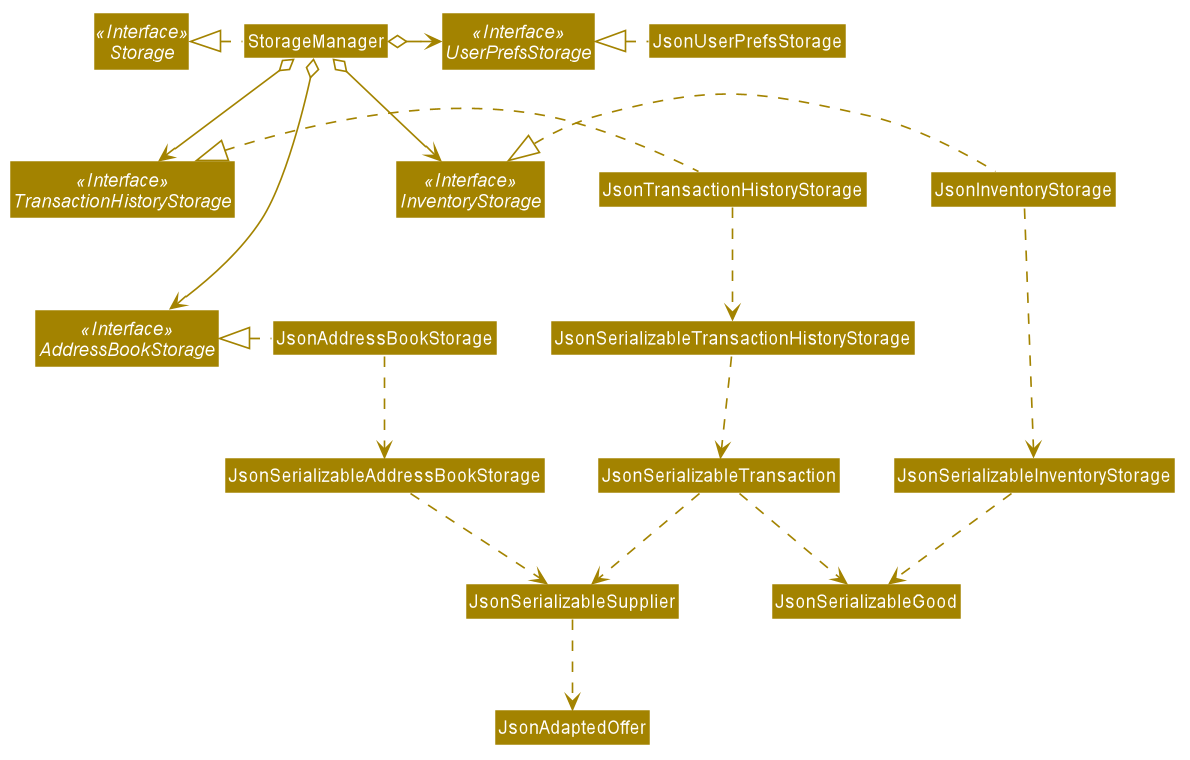 «Interface»
Storage
StorageManager
«Interface»
UserPrefsStorage
JsonUserPrefsStorage
«Interface»
TransactionHistoryStorage
«Interface»
InventoryStorage
JsonTransactionHistoryStorage
JsonInventoryStorage
«Interface»
AddressBookStorage
JsonAddressBookStorage
JsonSerializableTransactionHistoryStorage
JsonSerializableAddressBookStorage
JsonSerializableTransaction
JsonSerializableInventoryStorage
JsonSerializableSupplier
JsonSerializableGood
JsonAdaptedOffer